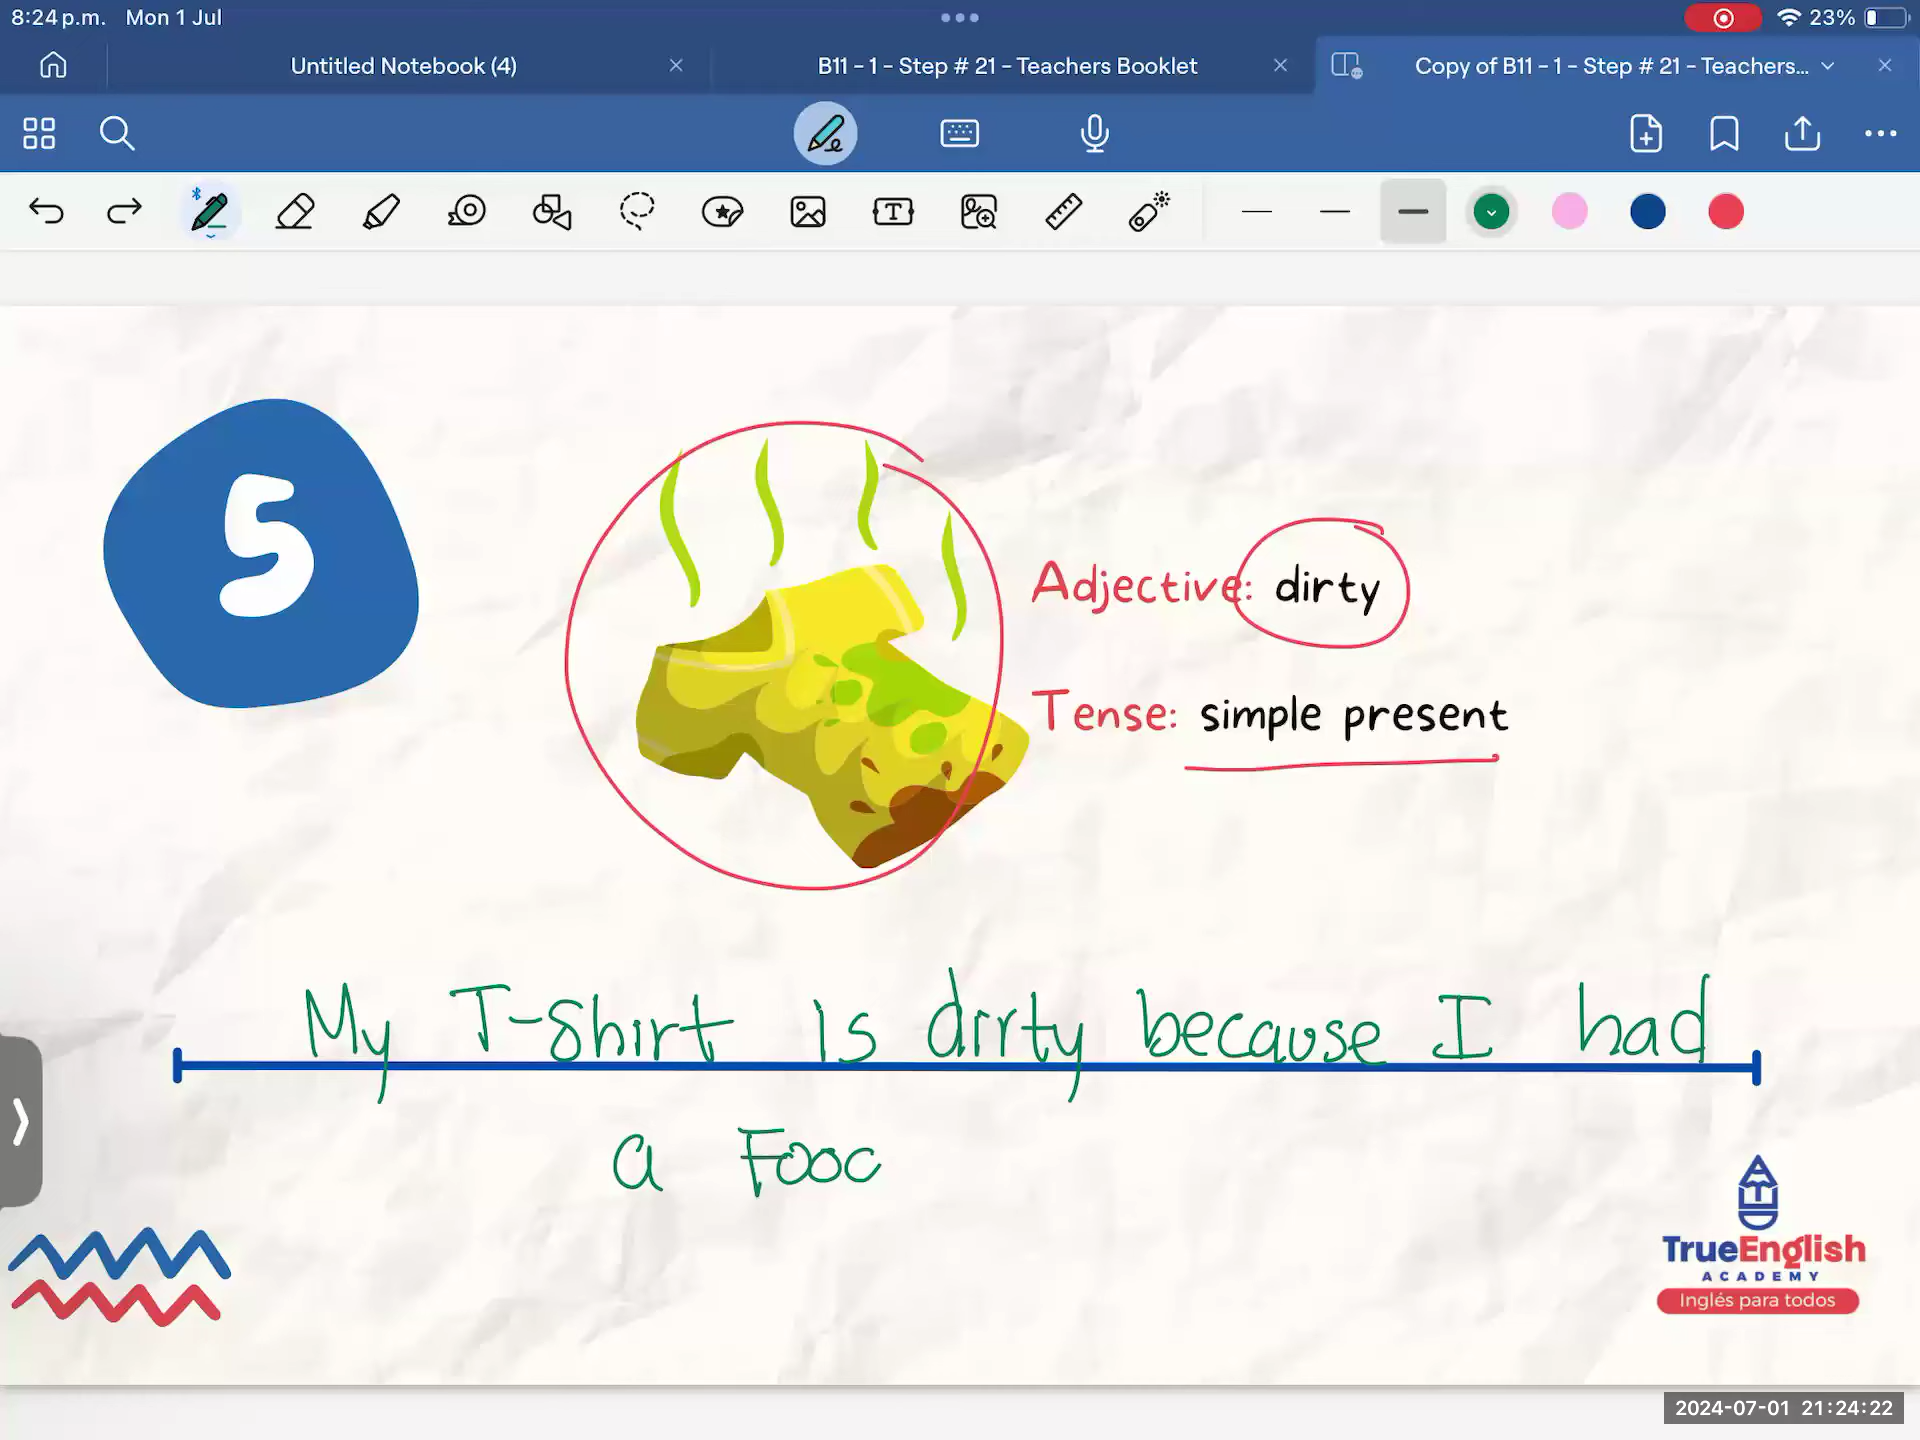 8:24 p.m. Mon 1 Jul
23%
Untitled Notebook (4)
B11 - 1 - Step # 21 - Teachers Booklet
Copy of B11 - 1 - Step # 21 - Teachers...
5
Adjective: dirty
Tense: simple present
My T-shirt is dirty because I had
a Fooc
TrueEnglish
ACADEMY
Inglés para todos
2024-07-01 21:24:22